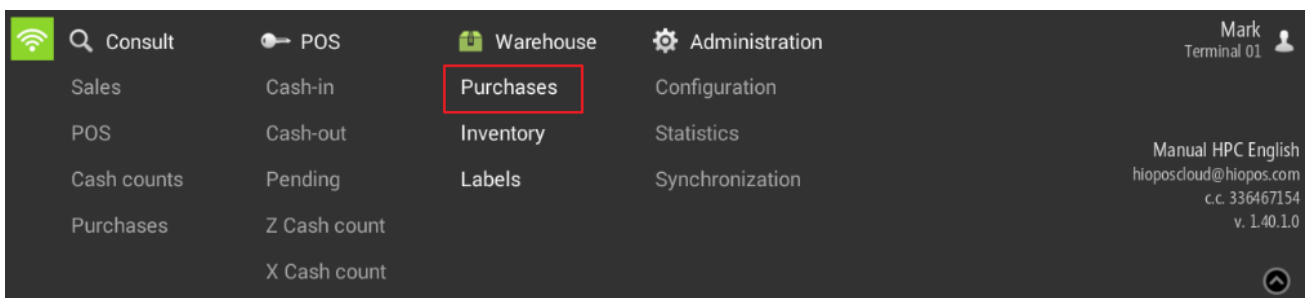 Consult
Sales
POS
Cash counts
Purchases
POS
Cash-in
Cash-out
Pending
Z Cash count
X Cash count
Warehouse
Purchases
Inventory
Labels
Administration
Configuration
Statistics
Synchronization
Mark
Terminal 01
Manual HPC English
hioposcloud@hiopos.com
c.c. 336467154
v. 1.40.1.0